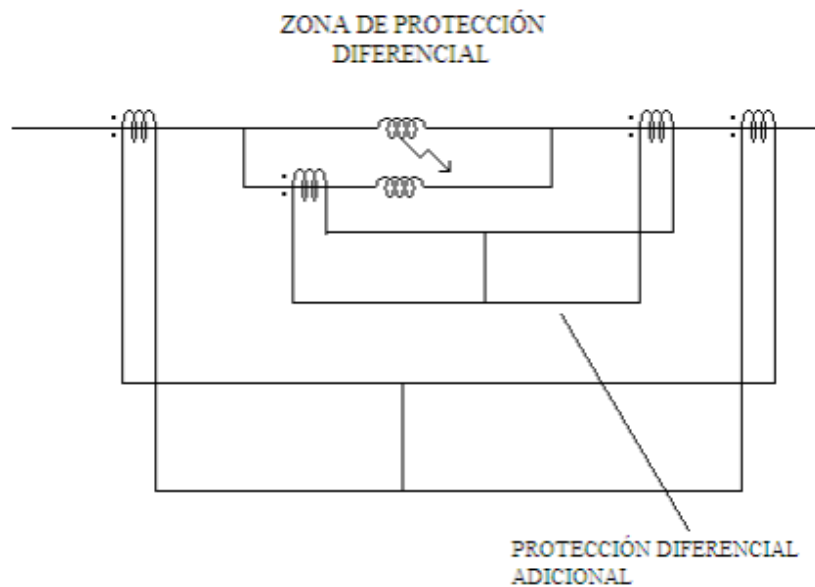 ZONA DE PROTECCIÓN
DIFERENCIAL
PROTECCIÓN DIFERENCIAL
ADICIONAL